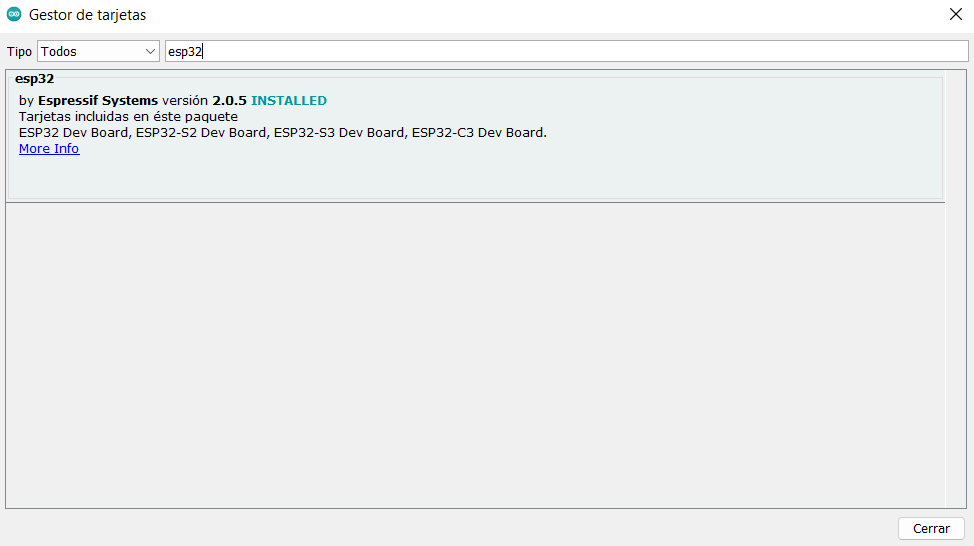 Gestor de tarjetas
Tipo Todos esp32
esp32
by Espressif Systems versión 2.0.5 INSTALLED
Tarjetas incluidas en éste paquete
ESP32 Dev Board, ESP32-S2 Dev Board, ESP32-S3 Dev Board, ESP32-C3 Dev Board.
More Info
Cerrar